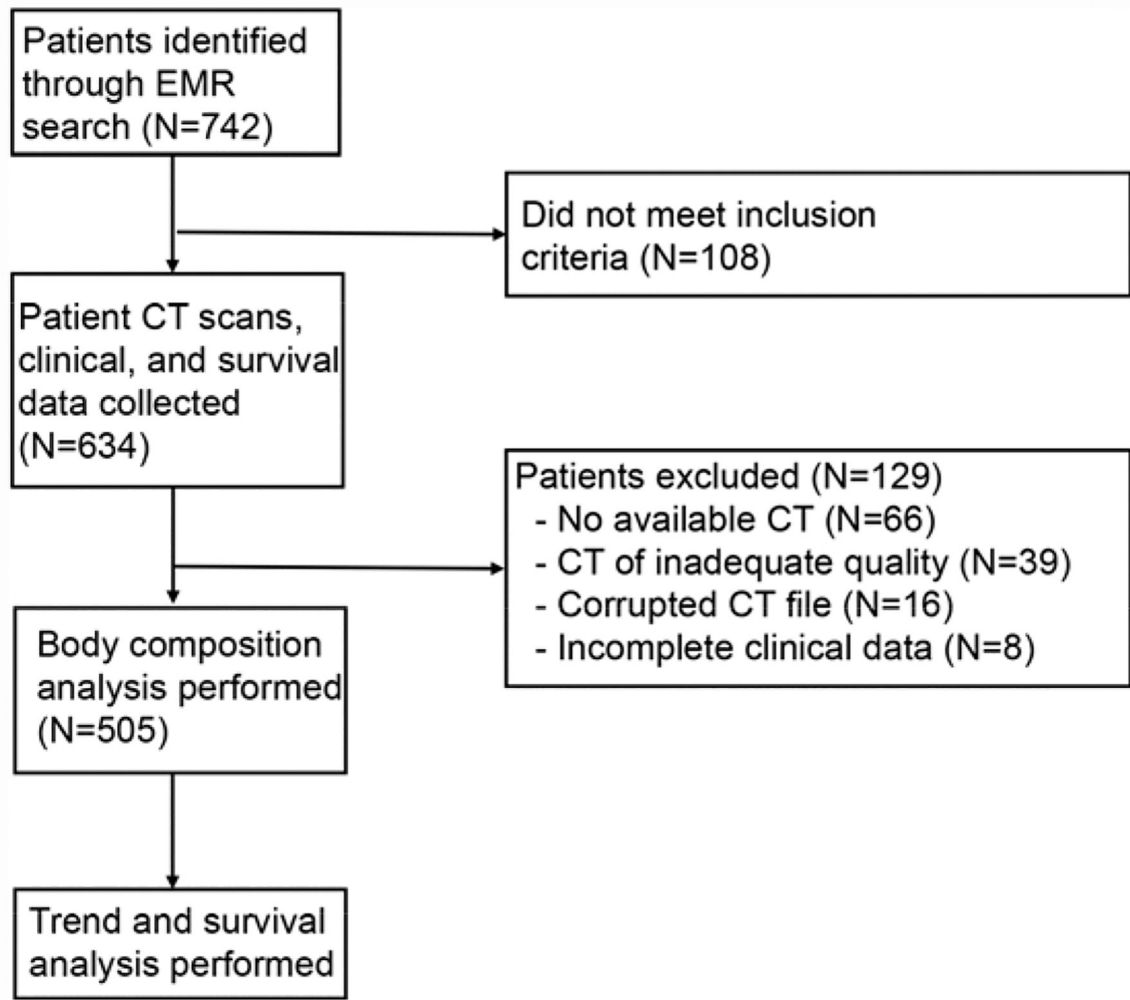 Patients identified
through EMR
search (N=742)
Did not meet inclusion
criteria (N=108)
Patient CT scans,
clinical, and survival
data collected
(N=634)
Patients excluded (N=129)
- No available CT (N=66)
- CT of inadequate quality (N=39)
- Corrupted CT file (N=16)
- Incomplete clinical data (N=8)
Body composition
analysis performed
(N=505)
Trend and survival
analysis performed